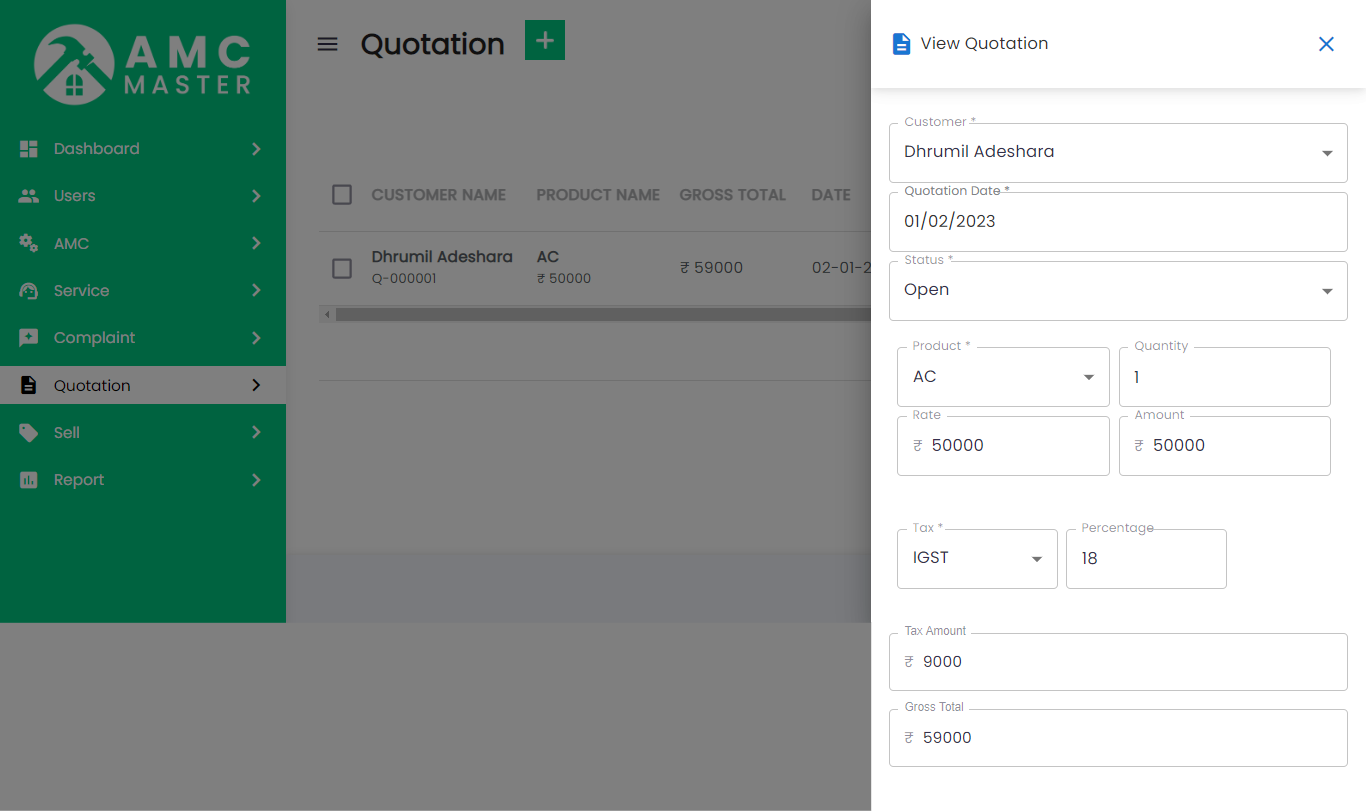 AMC
MASTER
Dashboard
Users
AMC
Service
Complaint
Quotation
Sell
Report
Quotation +
CUSTOMER NAME PRODUCT NAME GROSS TOTAL DATE
Dhrumil Adeshara AC ₹ 59000 02-01-2
Q-000001 ₹ 50000
View Quotation
Customer *
Dhrumil Adeshara
Quotation Date *
01/02/2023
Status *
Open
Product * Quantity
AC 1
Rate Amount
₹ 50000 ₹ 50000
Tax * Percentage
IGST 18
Tax Amount
₹ 9000
Gross Total
₹ 59000